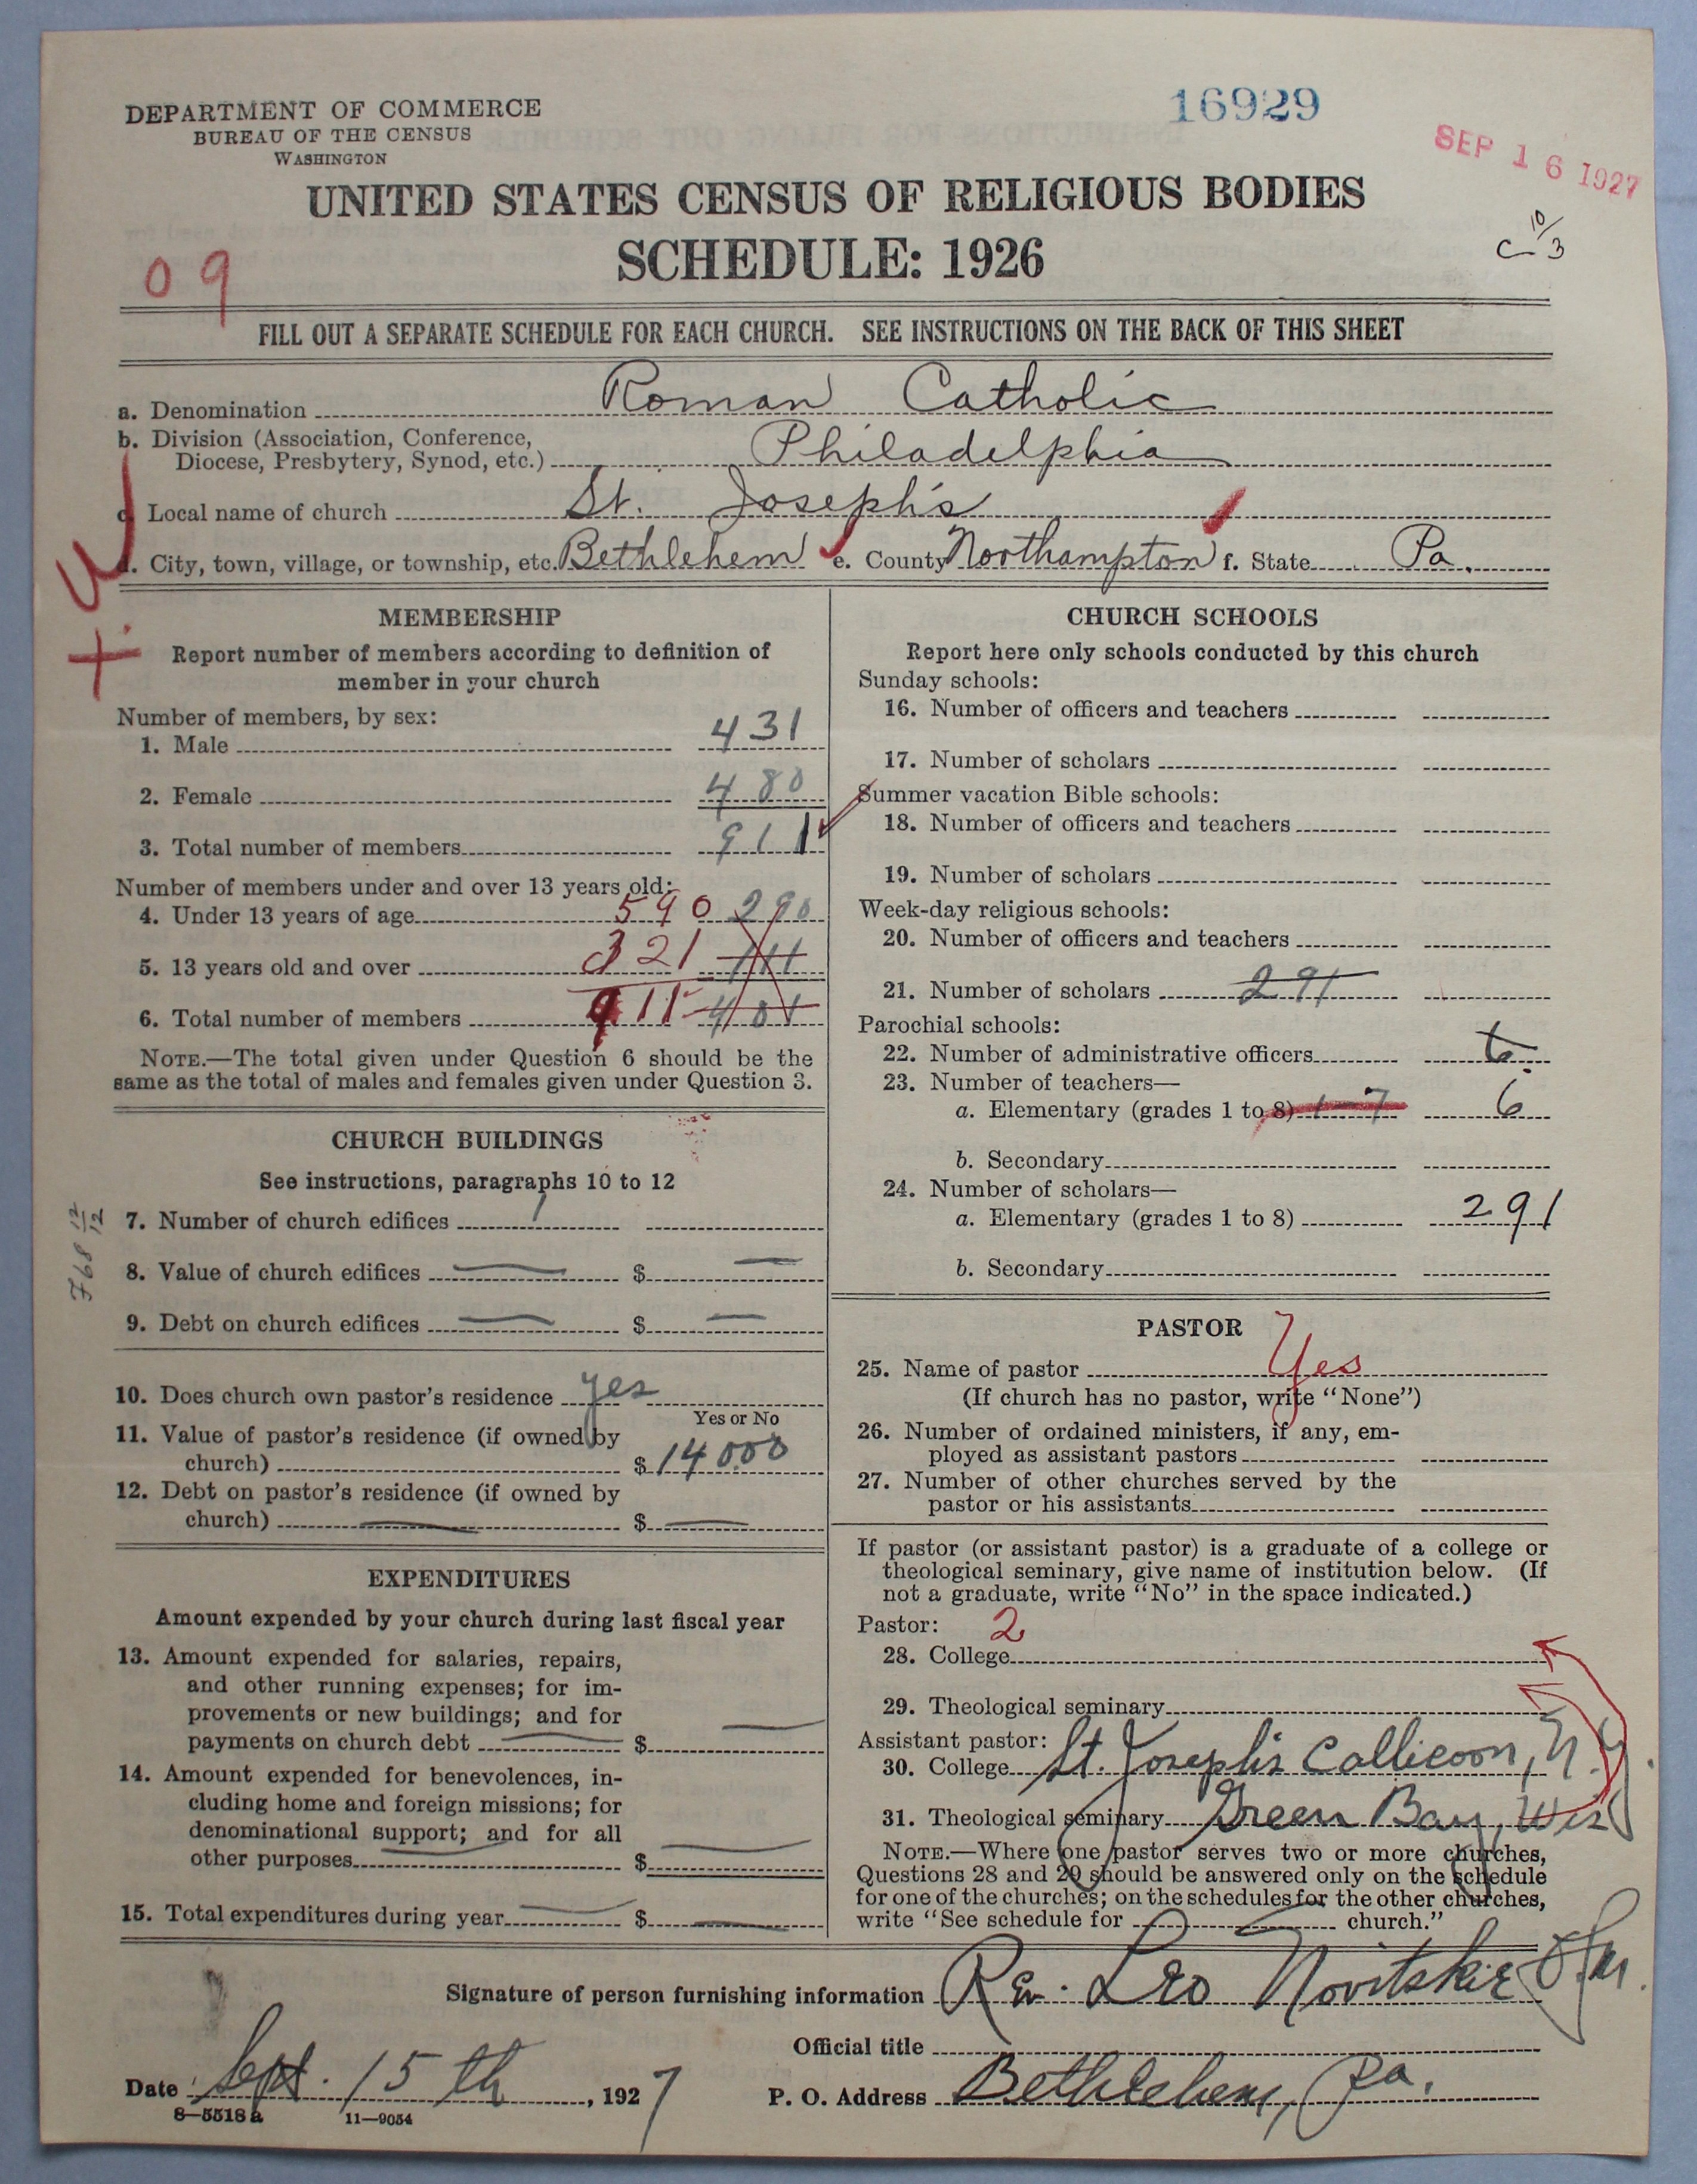 DEPARTMENT OF COMMERCE
BUREAU OF THE CENSUS
WASHINGTON
16929
SEP 16 1927
UNITED STATES CENSUS OF RELIGIOUS BODIES
SCHEDULE: 1926
C 10/3
09
FILL OUT A SEPARATE SCHEDULE FOR EACH CHURCH. SEE INSTRUCTIONS ON THE BACK OF THIS SHEET
a. Denomination Roman Catholic
b. Division (Association, Conference,
Diocese, Presbytery, Synod, etc.) Philadelphia
c. Local name of church St. Joseph's
d. City, town, village, or township, etc. Bethlehem e. County Northampton f. State Pa.
MEMBERSHIP
Report number of members according to definition of
member in your church
Number of members, by sex:
1. Male 431
2. Female 480
3. Total number of members 911
Number of members under and over 13 years old:
4. Under 13 years of age 590 290
5. 13 years old and over 321 111
6. Total number of members 911 401
NOTE.—The total given under Question 6 should be the
same as the total of males and females given under Question 3.
CHURCH BUILDINGS
See instructions, paragraphs 10 to 12
7. Number of church edifices 1
8. Value of church edifices $
9. Debt on church edifices $
F68 12/12
10. Does church own pastor's residence yes
Yes or No
11. Value of pastor's residence (if owned by
church) $ 14000
12. Debt on pastor's residence (if owned by
church) $
EXPENDITURES
Amount expended by your church during last fiscal year
13. Amount expended for salaries, repairs,
and other running expenses; for im-
provements or new buildings; and for
payments on church debt $
14. Amount expended for benevolences, in-
cluding home and foreign missions; for
denominational support; and for all
other purposes $
15. Total expenditures during year $
CHURCH SCHOOLS
Report here only schools conducted by this church
Sunday schools:
16. Number of officers and teachers
17. Number of scholars
Summer vacation Bible schools:
18. Number of officers and teachers
19. Number of scholars
Week-day religious schools:
20. Number of officers and teachers
21. Number of scholars 291
Parochial schools:
22. Number of administrative officers 6
23. Number of teachers—
a. Elementary (grades 1 to 8) 1-7 6
b. Secondary
24. Number of scholars—
a. Elementary (grades 1 to 8) 291
b. Secondary
PASTOR
25. Name of pastor Yes
(If church has no pastor, write "None")
26. Number of ordained ministers, if any, em-
ployed as assistant pastors
27. Number of other churches served by the
pastor or his assistants
If pastor (or assistant pastor) is a graduate of a college or
theological seminary, give name of institution below. (If
not a graduate, write "No" in the space indicated.)
Pastor: 2
28. College
29. Theological seminary
Assistant pastor:
30. College St. Joseph's Callicoon, N.Y.
31. Theological seminary Green Bay, Wis
NOTE.—Where one pastor serves two or more churches,
Questions 28 and 29 should be answered only on the schedule
for one of the churches; on the schedules for the other churches,
write "See schedule for church."
Signature of person furnishing information Rev. Leo Novitskie O.F.M.
Official title
Date Sept. 15th, 1927 P. O. Address Bethlehem, Pa.
8—5518a 11—9054